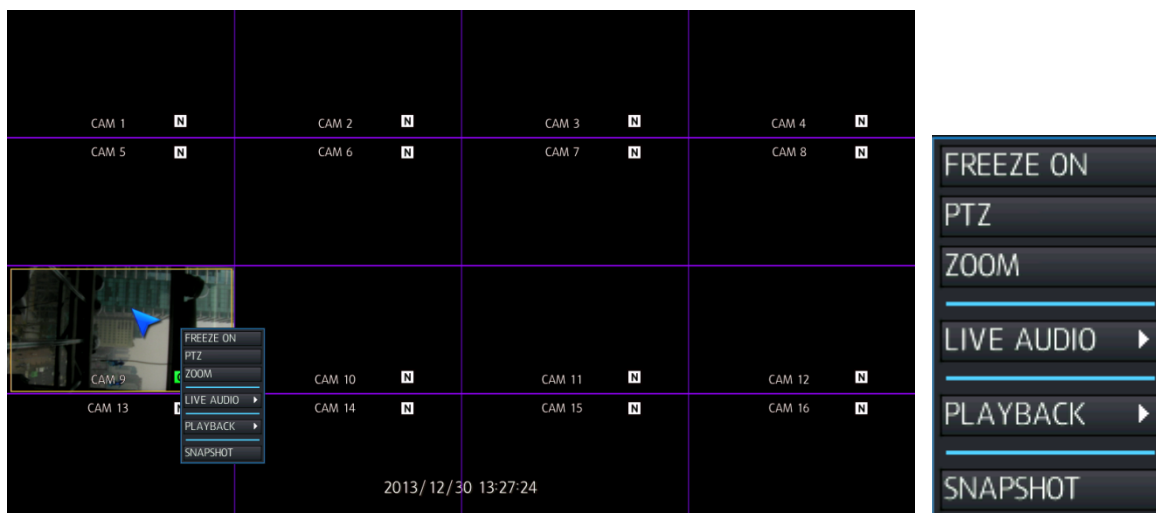 CAM 1 N CAM 2 N CAM 3 N CAM 4 N
CAM 5 N CAM 6 N CAM 7 N CAM 8 N
CAM 9 CAM 10 N CAM 11 N CAM 12 N
CAM 13 CAM 14 N CAM 15 N CAM 16 N
FREEZE ON
PTZ
ZOOM
LIVE AUDIO
PLAYBACK
SNAPSHOT
2013/12/30 13:27:24
FREEZE ON
PTZ
ZOOM
LIVE AUDIO
PLAYBACK
SNAPSHOT